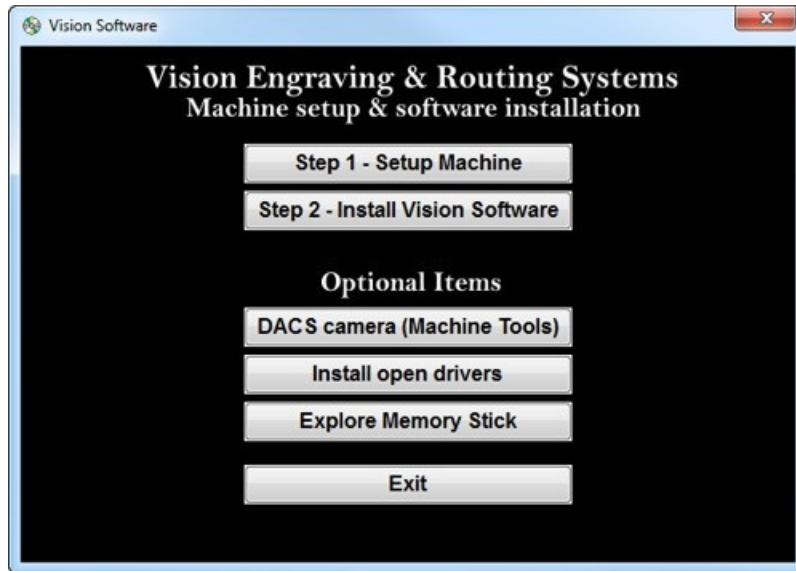 Vision Software
Vision Engraving & Routing Systems
Machine setup & software installation
Step 1 - Setup Machine
Step 2 - Install Vision Software
Optional Items
DACS camera (Machine Tools)
Install open drivers
Explore Memory Stick
Exit